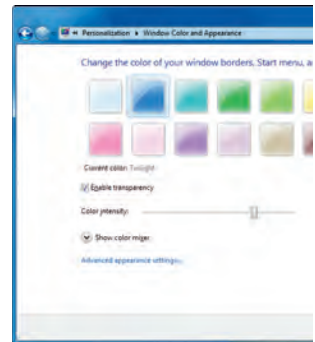 Personalization ▸ Window Color and Appearance
Change the color of your window borders, Start menu, a
Current color: Twilight
Enable transparency
Color intensity:
Show color mixer
Advanced appearance settings...